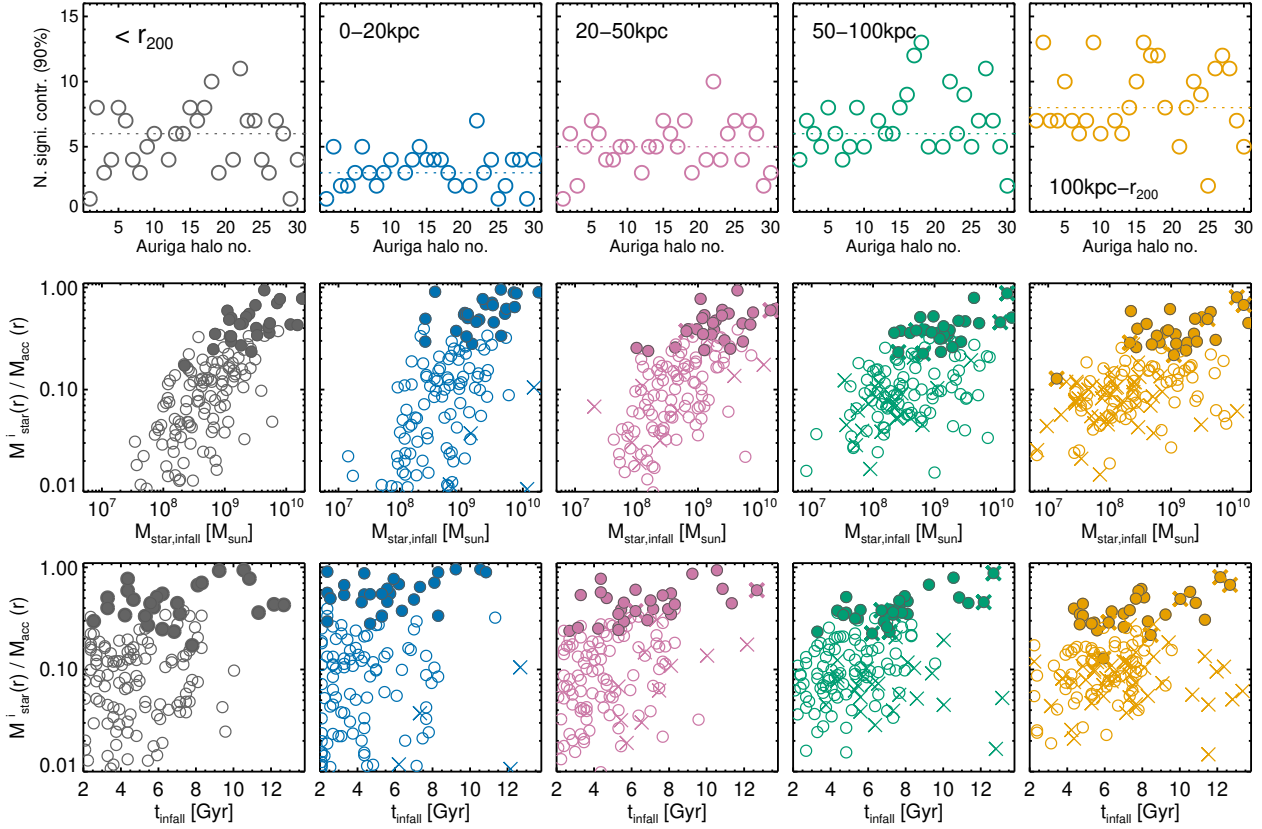 N. signi. contr. (90%)
15
10
5
0
< r200
0−20kpc
20−50kpc
50−100kpc
100kpc−r200
5 10 15 20 25 30
5 10 15 20 25 30
5 10 15 20 25 30
5 10 15 20 25 30
5 10 15 20 25 30
Auriga halo no.
Auriga halo no.
Auriga halo no.
Auriga halo no.
Auriga halo no.
M^i_star(r) / M_acc (r)
1.00
0.10
0.01
10^7 10^8 10^9 10^10
10^7 10^8 10^9 10^10
10^7 10^8 10^9 10^10
10^7 10^8 10^9 10^10
10^7 10^8 10^9 10^10
M_star,infall [M_sun]
M_star,infall [M_sun]
M_star,infall [M_sun]
M_star,infall [M_sun]
M_star,infall [M_sun]
M^i_star(r) / M_acc (r)
1.00
0.10
0.01
2 4 6 8 10 12
2 4 6 8 10 12
2 4 6 8 10 12
2 4 6 8 10 12
2 4 6 8 10 12
t_infall [Gyr]
t_infall [Gyr]
t_infall [Gyr]
t_infall [Gyr]
t_infall [Gyr]